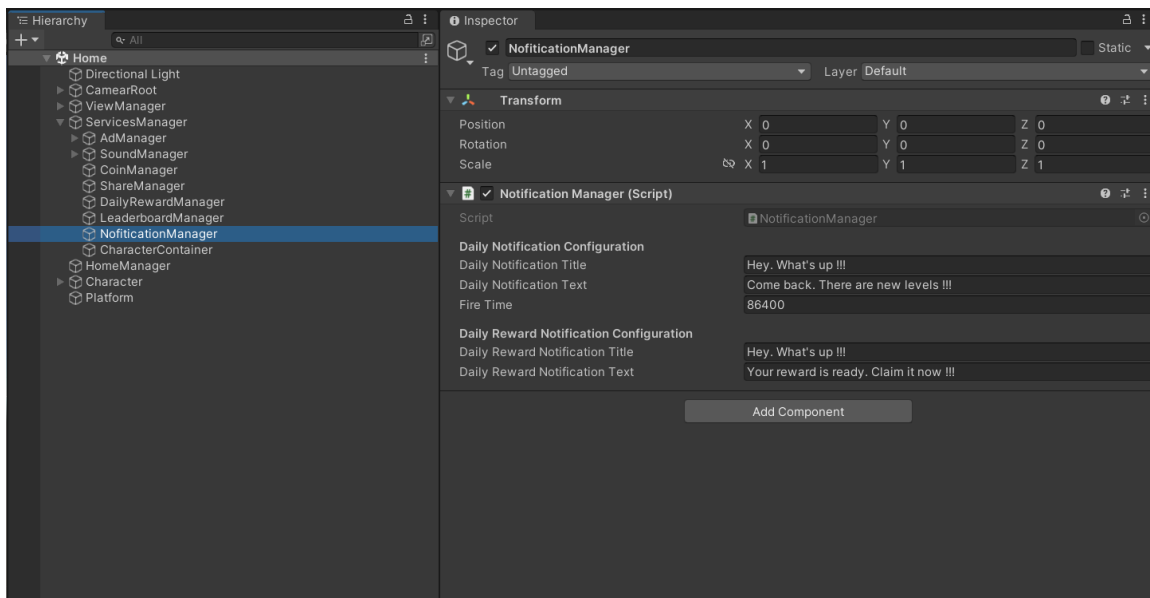 Hierarchy
All
Home
Directional Light
CamearRoot
ViewManager
ServicesManager
AdManager
SoundManager
CoinManager
ShareManager
DailyRewardManager
LeaderboardManager
NofiticationManager
CharacterContainer
HomeManager
Character
Platform
Inspector
NofiticationManager Static
Tag Untagged Layer Default
Transform
Position X 0 Y 0 Z 0
Rotation X 0 Y 0 Z 0
Scale X 1 Y 1 Z 1
# Notification Manager (Script)
Script NotificationManager
Daily Notification Configuration
Daily Notification Title Hey. What's up !!!
Daily Notification Text Come back. There are new levels !!!
Fire Time 86400
Daily Reward Notification Configuration
Daily Reward Notification Title Hey. What's up !!!
Daily Reward Notification Text Your reward is ready. Claim it now !!!
Add Component